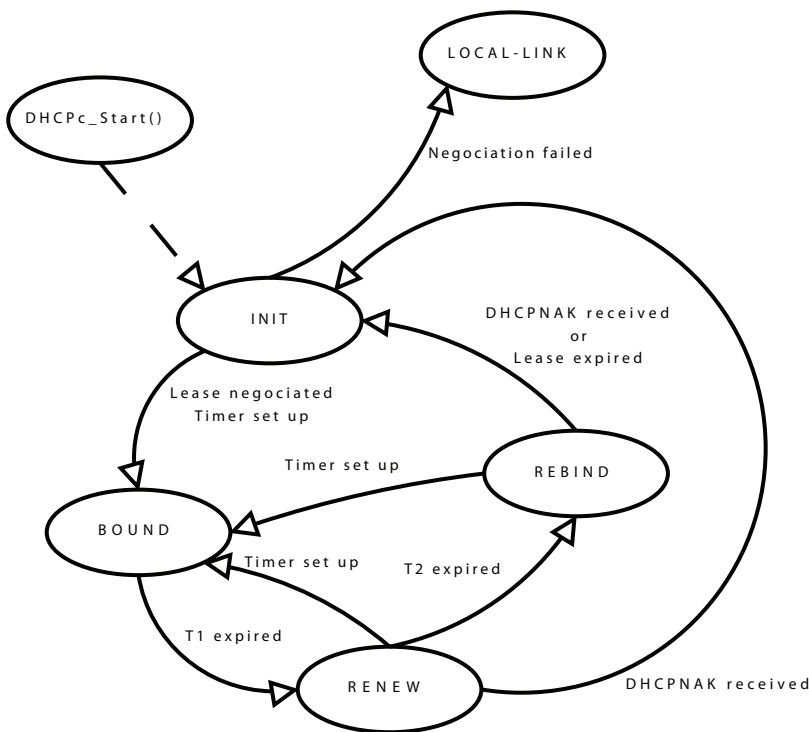 LOCAL-LINK
DHCPc_Start()
Negociation failed
INIT
DHCPNAK received
or
Lease expired
Lease negociated
Timer set up
Timer set up
REBIND
BOUND
Timer set up
T2 expired
T1 expired
RENEW
DHCPNAK received